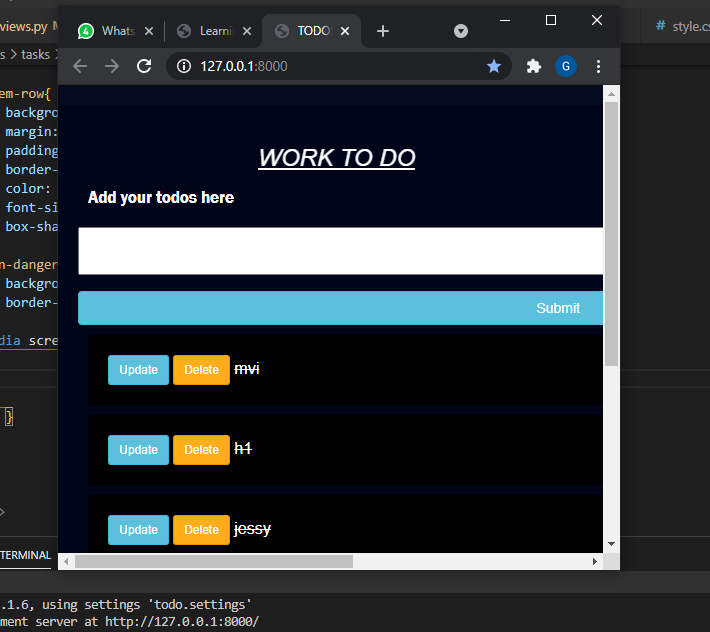 views.py M
Whats
Learni
TODO
style.cs
s > tasks
127.0.0.1:8000
G
em-row{
backgro
margin:
padding
border-
color:
font-si
box-sha
n-danger
backgro
border-
dia scre
}
WORK TO DO
Add your todos here
Submit
Update Delete mvi
Update Delete h1
Update Delete jessy
TERMINAL
.1.6, using settings 'todo.settings'
ment server at http://127.0.0.1:8000/